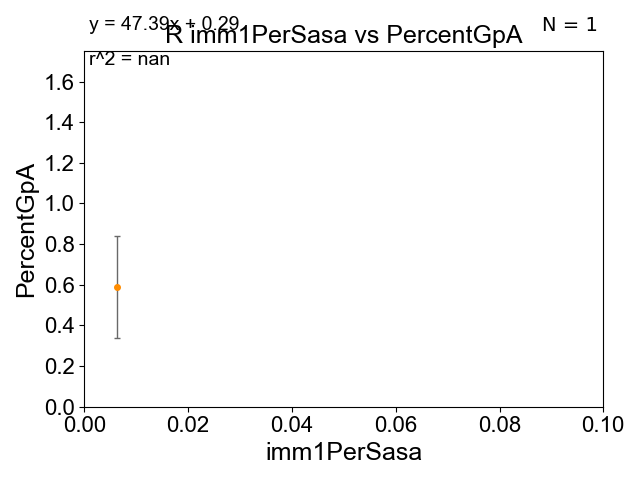 y = 47.39x + 0.29
N = 1
R imm1PerSasa vs PercentGpA
r^2 = nan
PercentGpA
1.6
1.4
1.2
1.0
0.8
0.6
0.4
0.2
0.0
0.00 0.02 0.04 0.06 0.08 0.10
imm1PerSasa